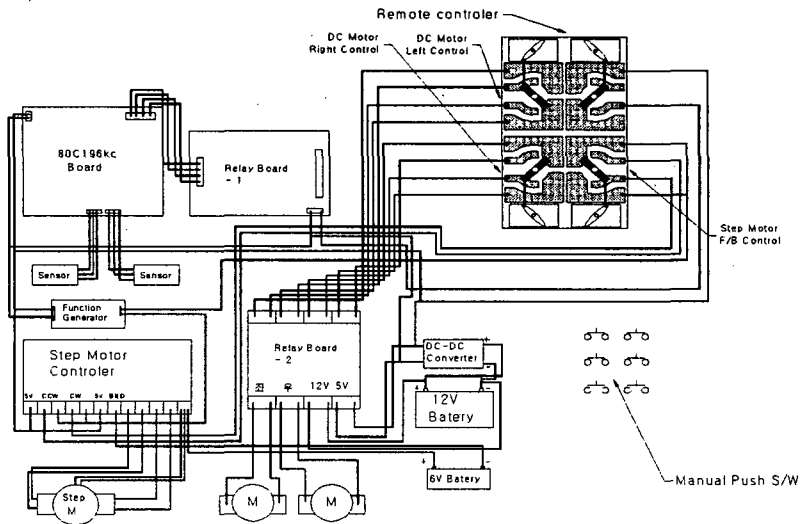 Remote controler
DC Motor
Right Control
DC Motor
Left Control
80C196kc
Board
Relay Board
- 1
Step Motor
F/B Control
Sensor
Sensor
Function
Generator
Step Motor
Controler
5v CCW CW 5v GND
Relay Board
- 2
좌 우 12V 5V
DC-DC
Converter
+
-
+
-
12V
Batery
+
-
6V Batery
Step
M
M
M
Manual Push S/W